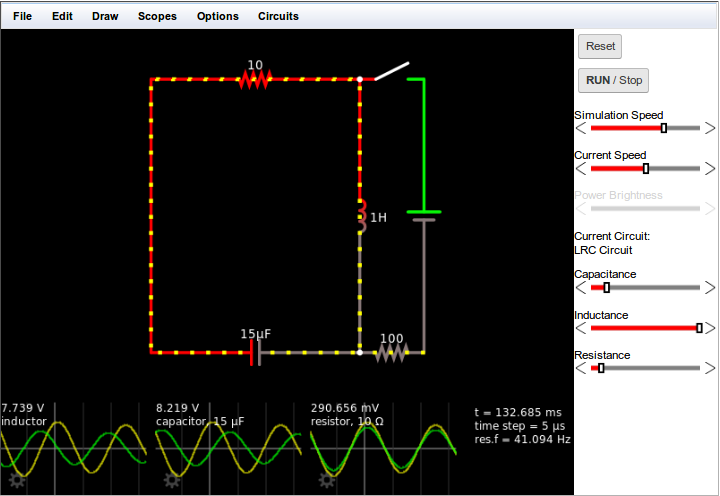 File Edit Draw Scopes Options Circuits
Reset
RUN / Stop
Simulation Speed
Current Speed
Power Brightness
Current Circuit:
LRC Circuit
Capacitance
Inductance
Resistance
10
1H
15µF
100
7.739 V
inductor
8.219 V
capacitor, 15 µF
290.656 mV
resistor, 10 Ω
t = 132.685 ms
time step = 5 µs
res.f = 41.094 Hz